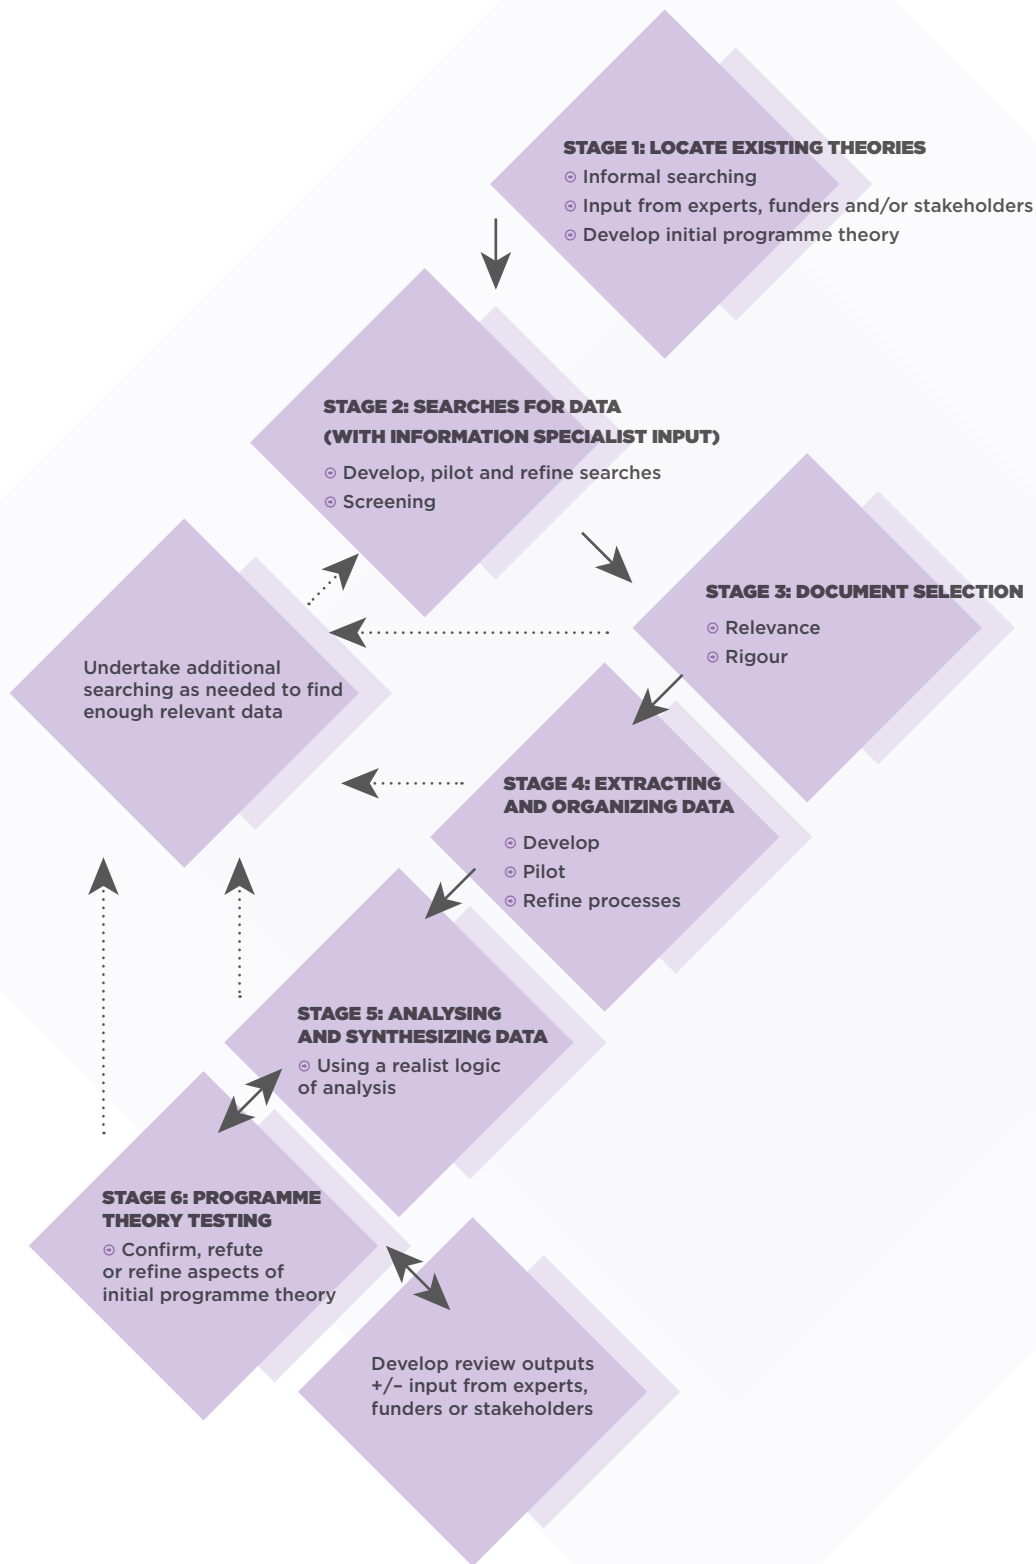 STAGE 1: LOCATE EXISTING THEORIES
Informal searching
Input from experts, funders and/or stakeholders
Develop initial programme theory
STAGE 2: SEARCHES FOR DATA
(WITH INFORMATION SPECIALIST INPUT)
Develop, pilot and refine searches
Screening
STAGE 3: DOCUMENT SELECTION
Relevance
Rigour
Undertake additional
searching as needed to find
enough relevant data
STAGE 4: EXTRACTING
AND ORGANIZING DATA
Develop
Pilot
Refine processes
STAGE 5: ANALYSING
AND SYNTHESIZING DATA
Using a realist logic
of analysis
STAGE 6: PROGRAMME
THEORY TESTING
Confirm, refute
or refine aspects of
initial programme theory
Develop review outputs
+/– input from experts,
funders or stakeholders